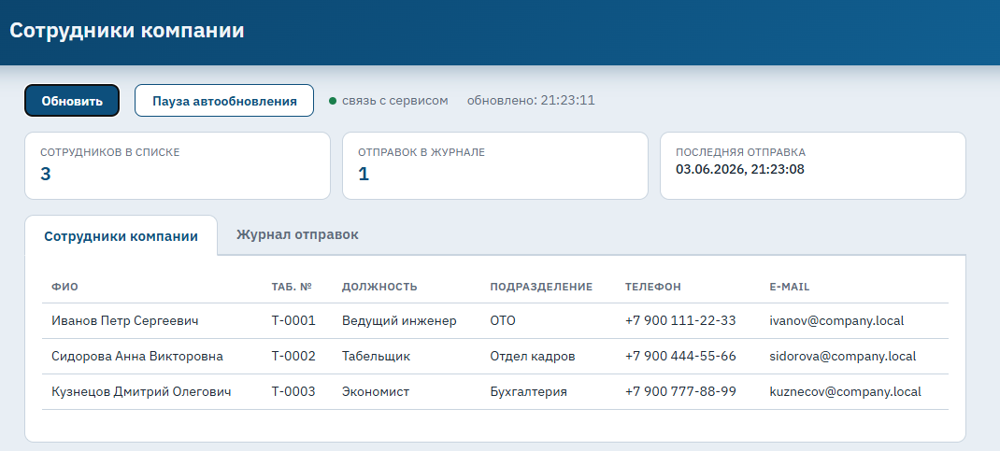 Сотрудники компании
Обновить Пауза автообновления связь с сервисом обновлено: 21:23:11
СОТРУДНИКОВ В СПИСКЕ ОТПРАВОК В ЖУРНАЛЕ ПОСЛЕДНЯЯ ОТПРАВКА
3 1 03.06.2026, 21:23:08
Сотрудники компании Журнал отправок
ФИО ТАБ. № ДОЛЖНОСТЬ ПОДРАЗДЕЛЕНИЕ ТЕЛЕФОН E-MAIL
Иванов Петр Сергеевич Т-0001 Ведущий инженер ОТО +7 900 111-22-33 ivanov@company.local
Сидорова Анна Викторовна Т-0002 Табельщик Отдел кадров +7 900 444-55-66 sidorova@company.local
Кузнецов Дмитрий Олегович Т-0003 Экономист Бухгалтерия +7 900 777-88-99 kuznecov@company.local